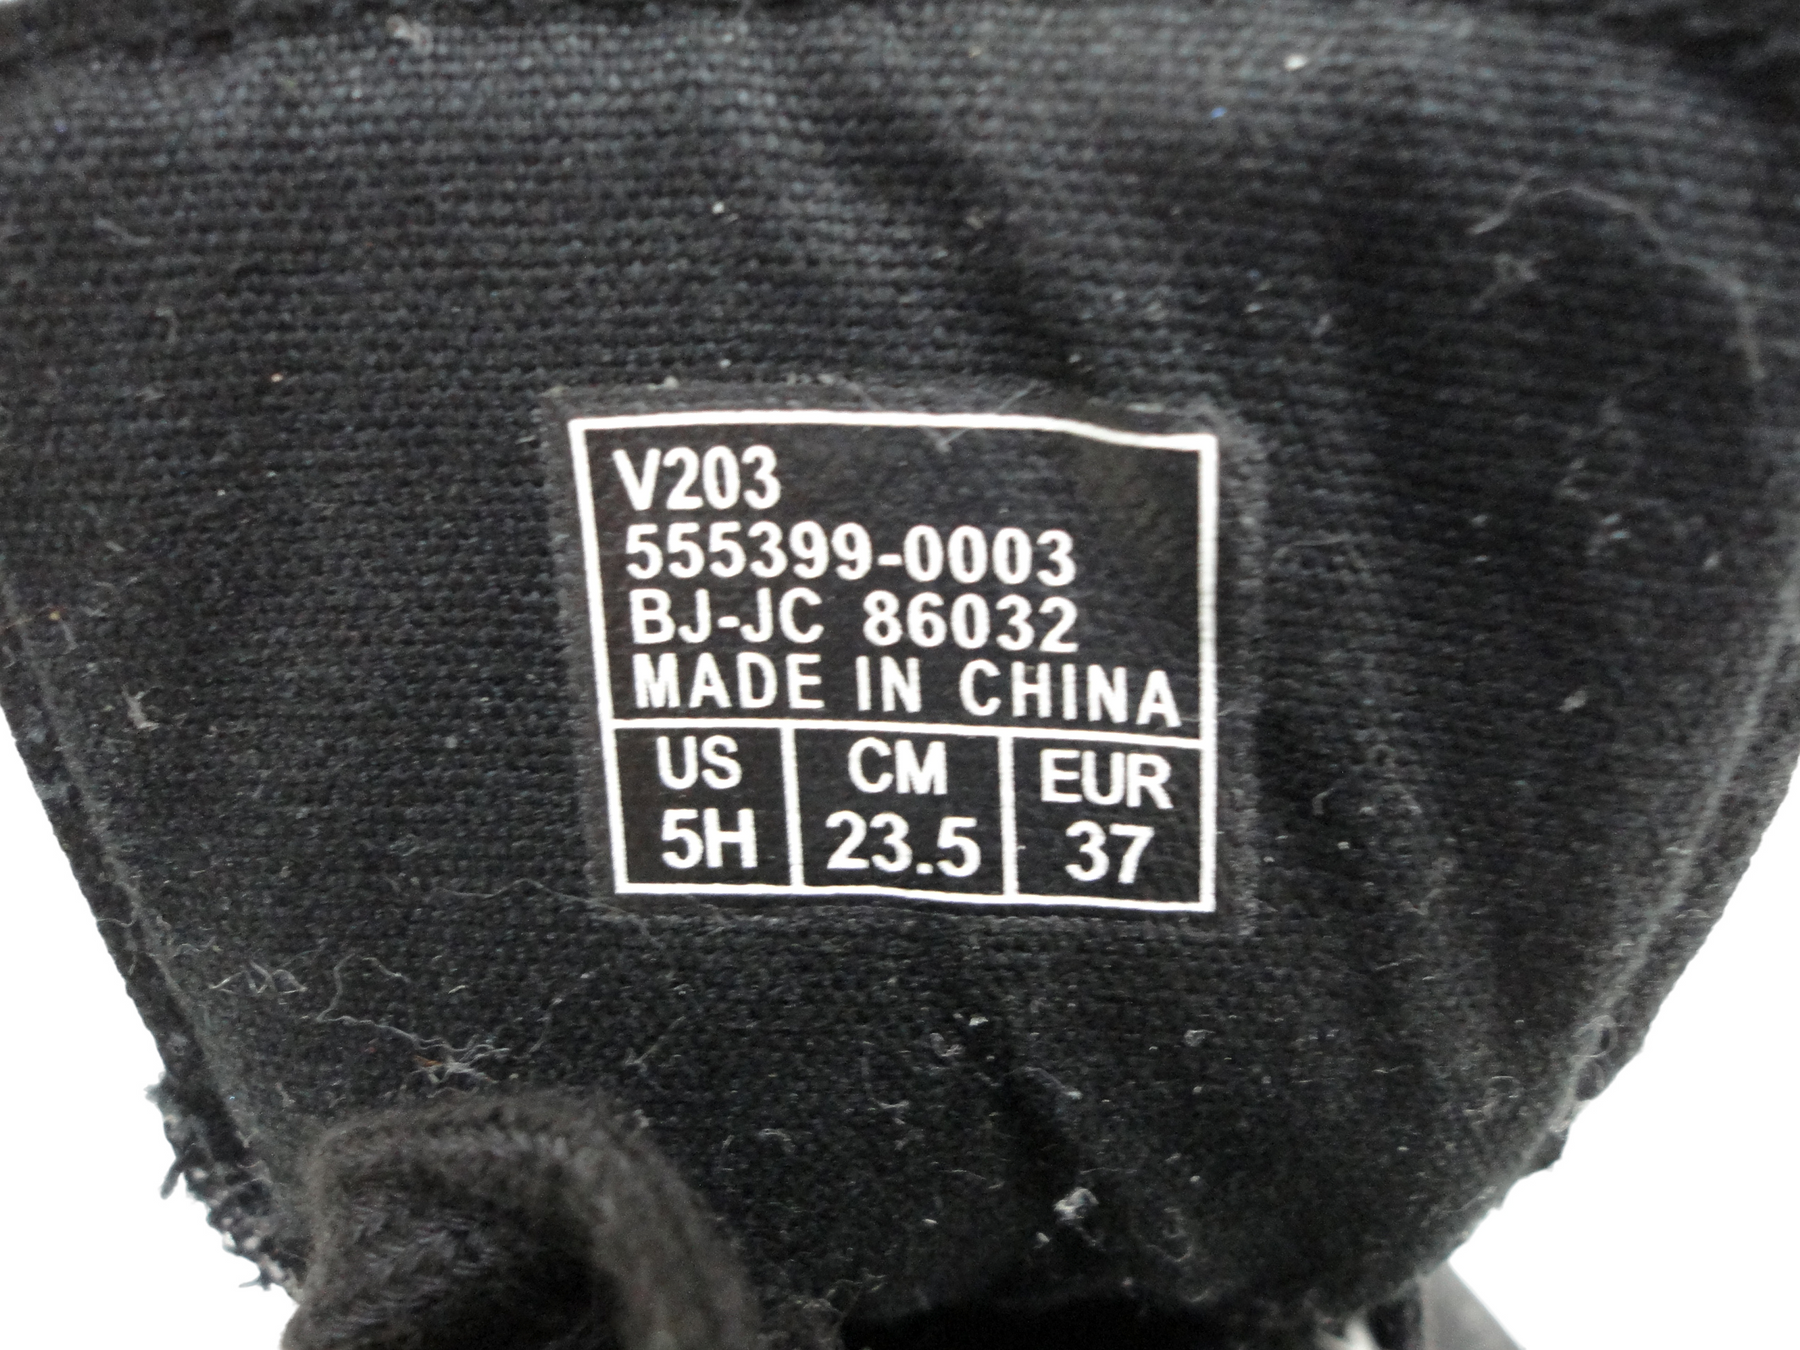 V203
555399-0003
BJ-JC 86032
MADE IN CHINA
US CM EUR
5H 23.5 37